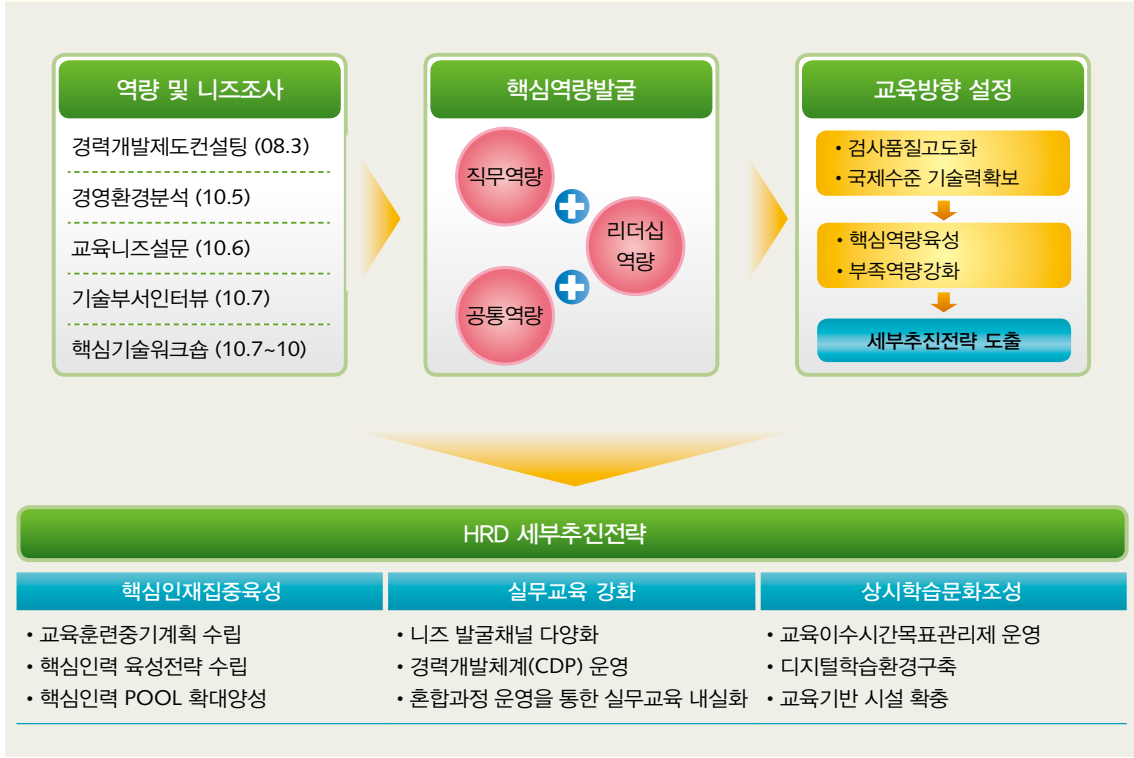 역량 및 니즈조사
경력개발제도컨설팅 (08.3)
경영환경분석 (10.5)
교육니즈설문 (10.6)
기술부서인터뷰 (10.7)
핵심기술워크숍 (10.7~10)
핵심역량발굴
직무역량
리더십
역량
공통역량
교육방향 설정
• 검사품질고도화
• 국제수준 기술력확보
• 핵심역량육성
• 부족역량강화
세부추진전략 도출
HRD 세부추진전략
핵심인재집중육성
• 교육훈련중기계획 수립
• 핵심인력 육성전략 수립
• 핵심인력 POOL 확대양성
실무교육 강화
• 니즈 발굴채널 다양화
• 경력개발체계(CDP) 운영
• 혼합과정 운영을 통한 실무교육 내실화
상시학습문화조성
• 교육이수시간목표관리제 운영
• 디지털학습환경구축
• 교육기반 시설 확충